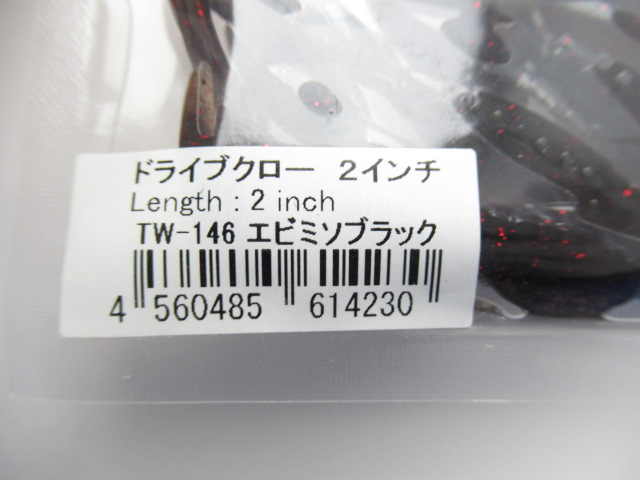 ドライブクロー 2インチ
Length : 2 inch
TW-146 エビミソブラック
4 560485 614230